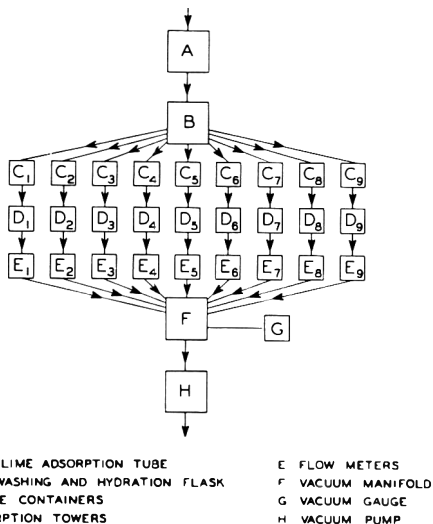 A
B
C1 C2 C3 C4 C5 C6 C7 C8 C9
D1 D2 D3 D4 D5 D6 D7 D8 D9
E1 E2 E3 E4 E5 E6 E7 E8 E9
F
G
H
LIME ADSORPTION TUBE
WASHING AND HYDRATION FLASK
E CONTAINERS
RPTION TOWERS
E FLOW METERS
F VACUUM MANIFOLD
G VACUUM GAUGE
H VACUUM PUMP